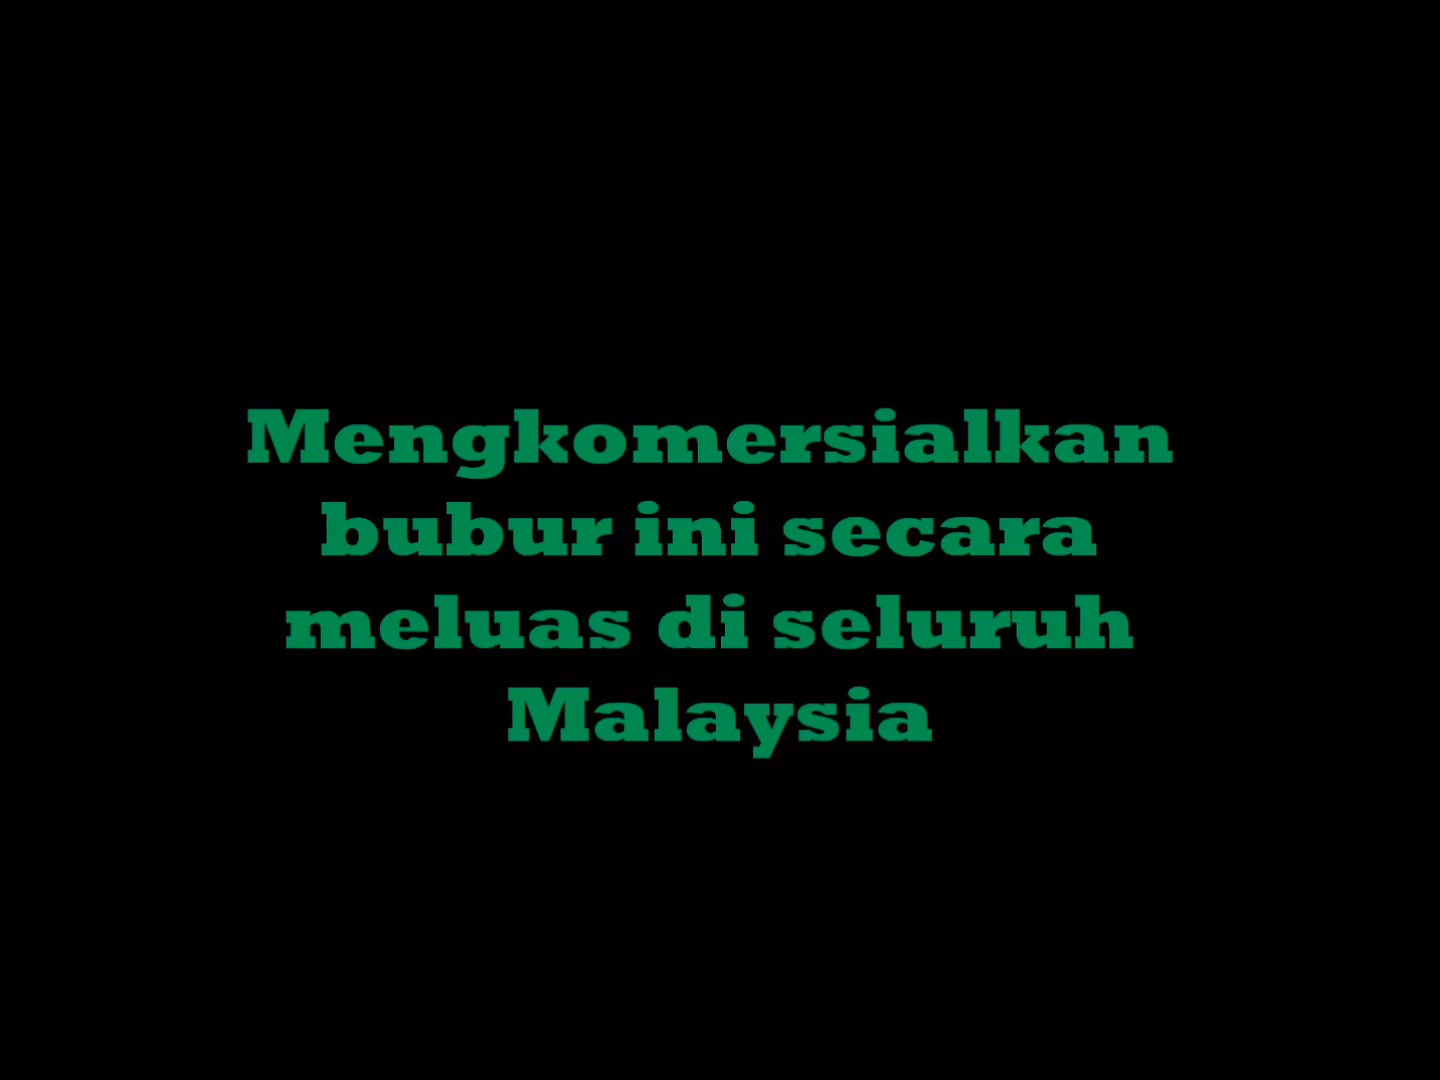 Mengkomersialkan
bubur ini secara
meluas di seluruh
Malaysia